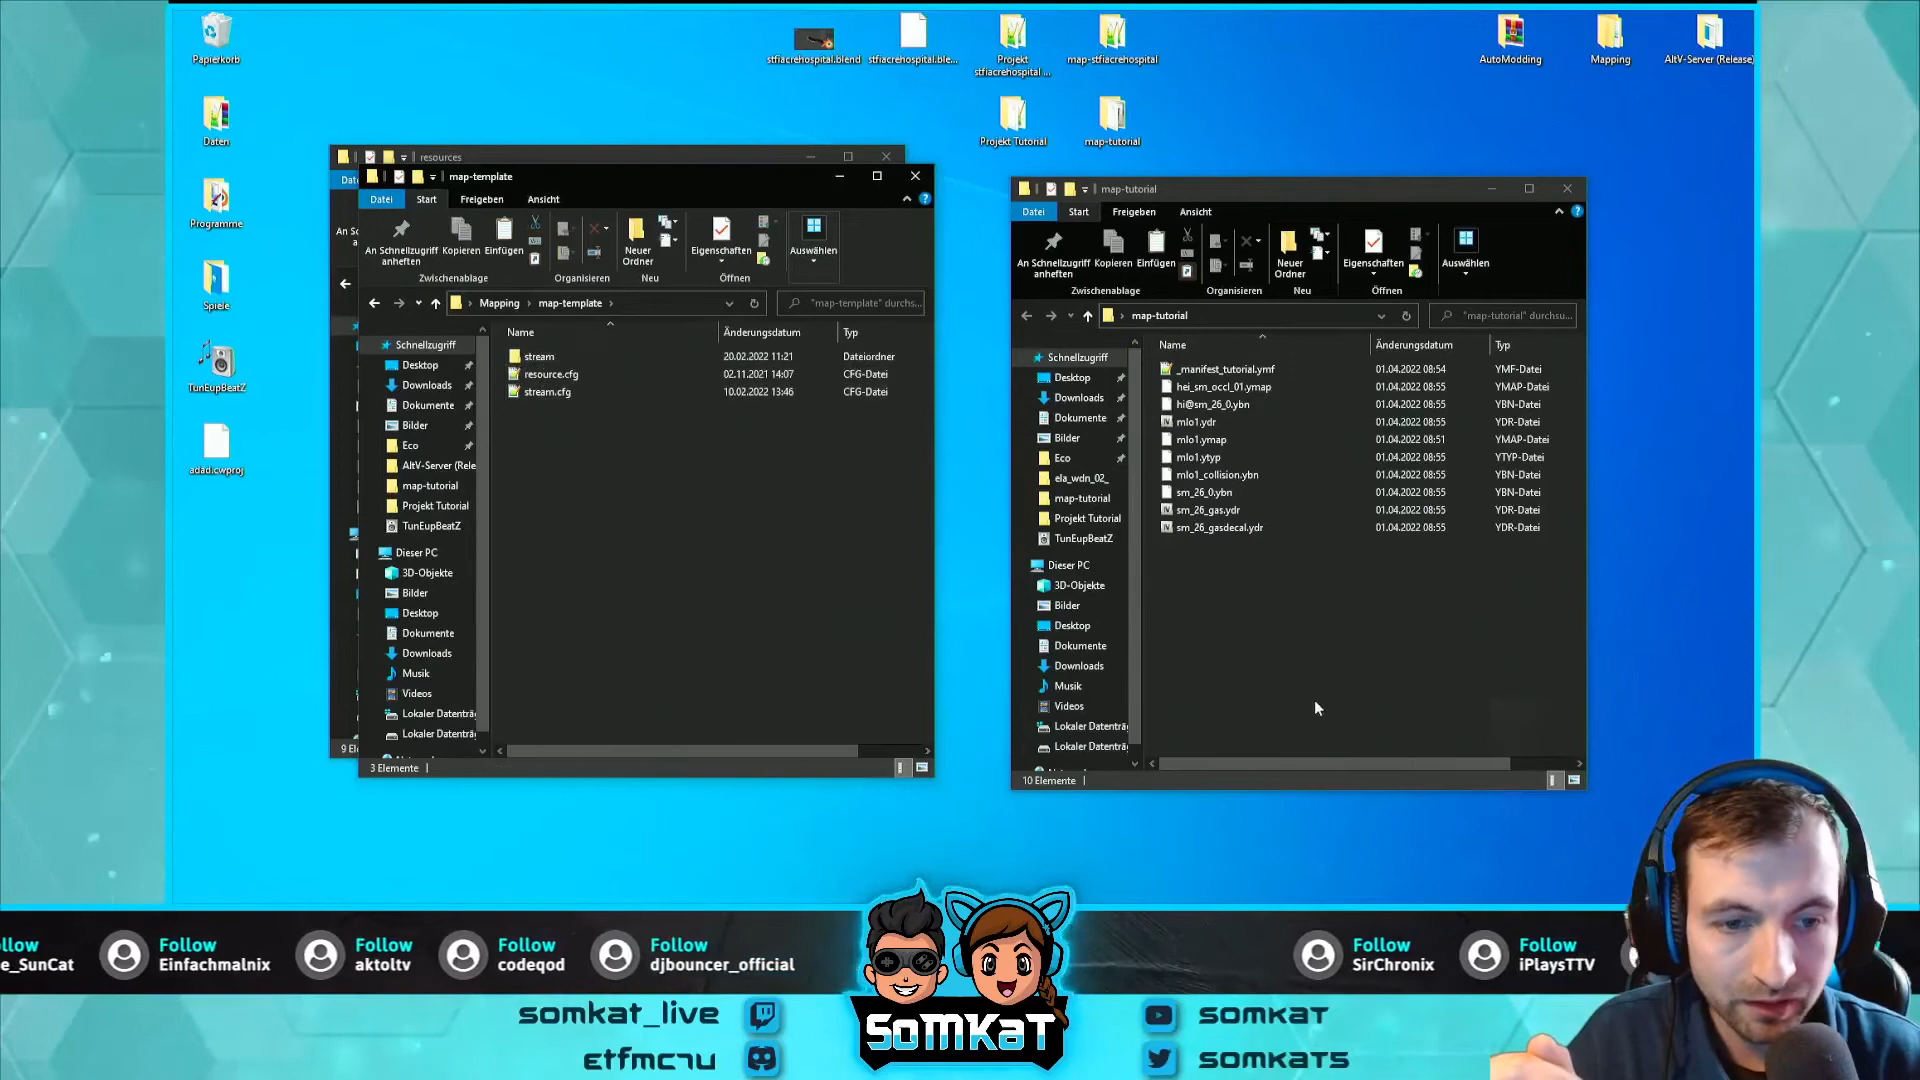 Papierkorb
Daten
Programme
Spiele
TunEupBeatZ
adad.cwproj
stfiacrehospital.blend
stfiacrehospital.ble...
Projekt
stfiacrehospital ...
map-stfiacrehospital
Projekt Tutorial
map-tutorial
AutoModding
Mapping
AltV-Server (Release)
resources
Dat
An Sc
a
9 El
map-template
Datei
Start
Freigeben
Ansicht
An Schnellzugriff
anheften
Kopieren
Einfügen
Neuer
Ordner
Eigenschaften
Auswählen
Zwischenablage
Organisieren
Neu
Öffnen
Mapping
map-template
"map-template" durchs...
Name
Änderungsdatum
Typ
stream
20.02.2022 11:21
Dateiordner
resource.cfg
02.11.2021 14:07
CFG-Datei
stream.cfg
10.02.2022 13:46
CFG-Datei
Schnellzugriff
Desktop
Downloads
Dokumente
Bilder
Eco
AltV-Server (Rele
map-tutorial
Projekt Tutorial
TunEupBeatZ
Dieser PC
3D-Objekte
Bilder
Desktop
Dokumente
Downloads
Musik
Videos
Lokaler Datenträ
Lokaler Datenträ
3 Elemente
map-tutorial
Datei
Start
Freigeben
Ansicht
An Schnellzugriff
anheften
Kopieren
Einfügen
Neuer
Ordner
Eigenschaften
Auswählen
Zwischenablage
Organisieren
Neu
Öffnen
map-tutorial
"map-tutorial" durchsu...
Name
Änderungsdatum
Typ
_manifest_tutorial.ymf
01.04.2022 08:54
YMF-Datei
hei_sm_occl_01.ymap
01.04.2022 08:55
YMAP-Datei
hi@sm_26_0.ybn
01.04.2022 08:55
YBN-Datei
mlo1.ydr
01.04.2022 08:55
YDR-Datei
mlo1.ymap
01.04.2022 08:51
YMAP-Datei
mlo1.ytyp
01.04.2022 08:55
YTYP-Datei
mlo1_collision.ybn
01.04.2022 08:55
YBN-Datei
sm_26_0.ybn
01.04.2022 08:55
YBN-Datei
sm_26_gas.ydr
01.04.2022 08:55
YDR-Datei
sm_26_gasdecal.ydr
01.04.2022 08:55
YDR-Datei
Schnellzugriff
Desktop
Downloads
Dokumente
Bilder
Eco
ela_wdn_02_
map-tutorial
Projekt Tutorial
TunEupBeatZ
Dieser PC
3D-Objekte
Bilder
Desktop
Dokumente
Downloads
Musik
Videos
Lokaler Datenträ
Lokaler Datenträ
10 Elemente
llow
e_SunCat
Follow
Einfachmalnix
Follow
aktoltv
Follow
codeqod
Follow
djbouncer_official
Follow
SirChronix
Follow
iPlaysTTV
somkat_live
SOMKAT
somkat
somkat5